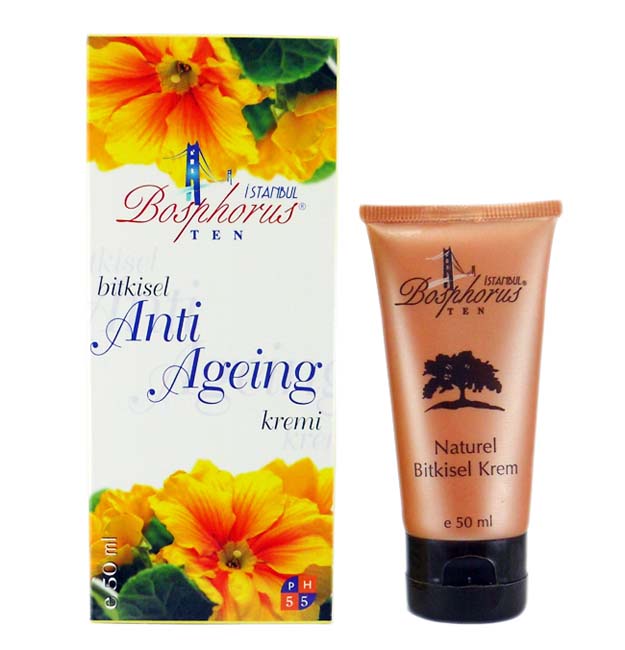 İSTANBUL
Bosphorus®
TEN
bitkisel
Anti
Ageing
kremi
e 50 ml
P H
5 5
İSTANBUL
Bosphorus®
TEN
Naturel
Bitkisel Krem
e 50 ml